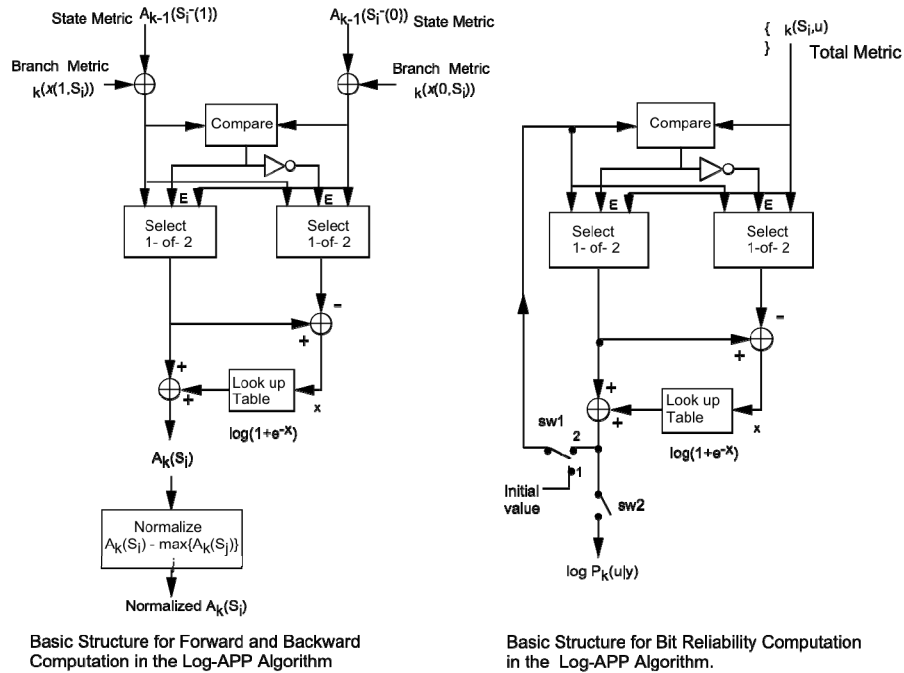 State Metric A_k-1(S_i^-(1))
A_k-1(S_i^-(0))
State Metric
Branch Metric
k(x(1,S_i))
Branch Metric
k(x(0,S_i))
Compare
E
E
Select
1- of- 2
Select
1-of- 2
-
+
+
+
Look up
Table
x
log(1+e^-x)
A_k(S_i)
Normalize
A_k(S_i) - max{A_k(S_j)}
j
Normalized A_k(S_i)
Basic Structure for Forward and Backward
Computation in the Log-APP Algorithm
{ k(S_i,u)
}
Total Metric
Compare
E
E
Select
1- of- 2
Select
1-of- 2
-
+
+
+
Look up
Table
x
log(1+e^-x)
sw1
2
1
Initial
value
sw2
log P_k(u|y)
Basic Structure for Bit Reliability Computation
in the Log-APP Algorithm.